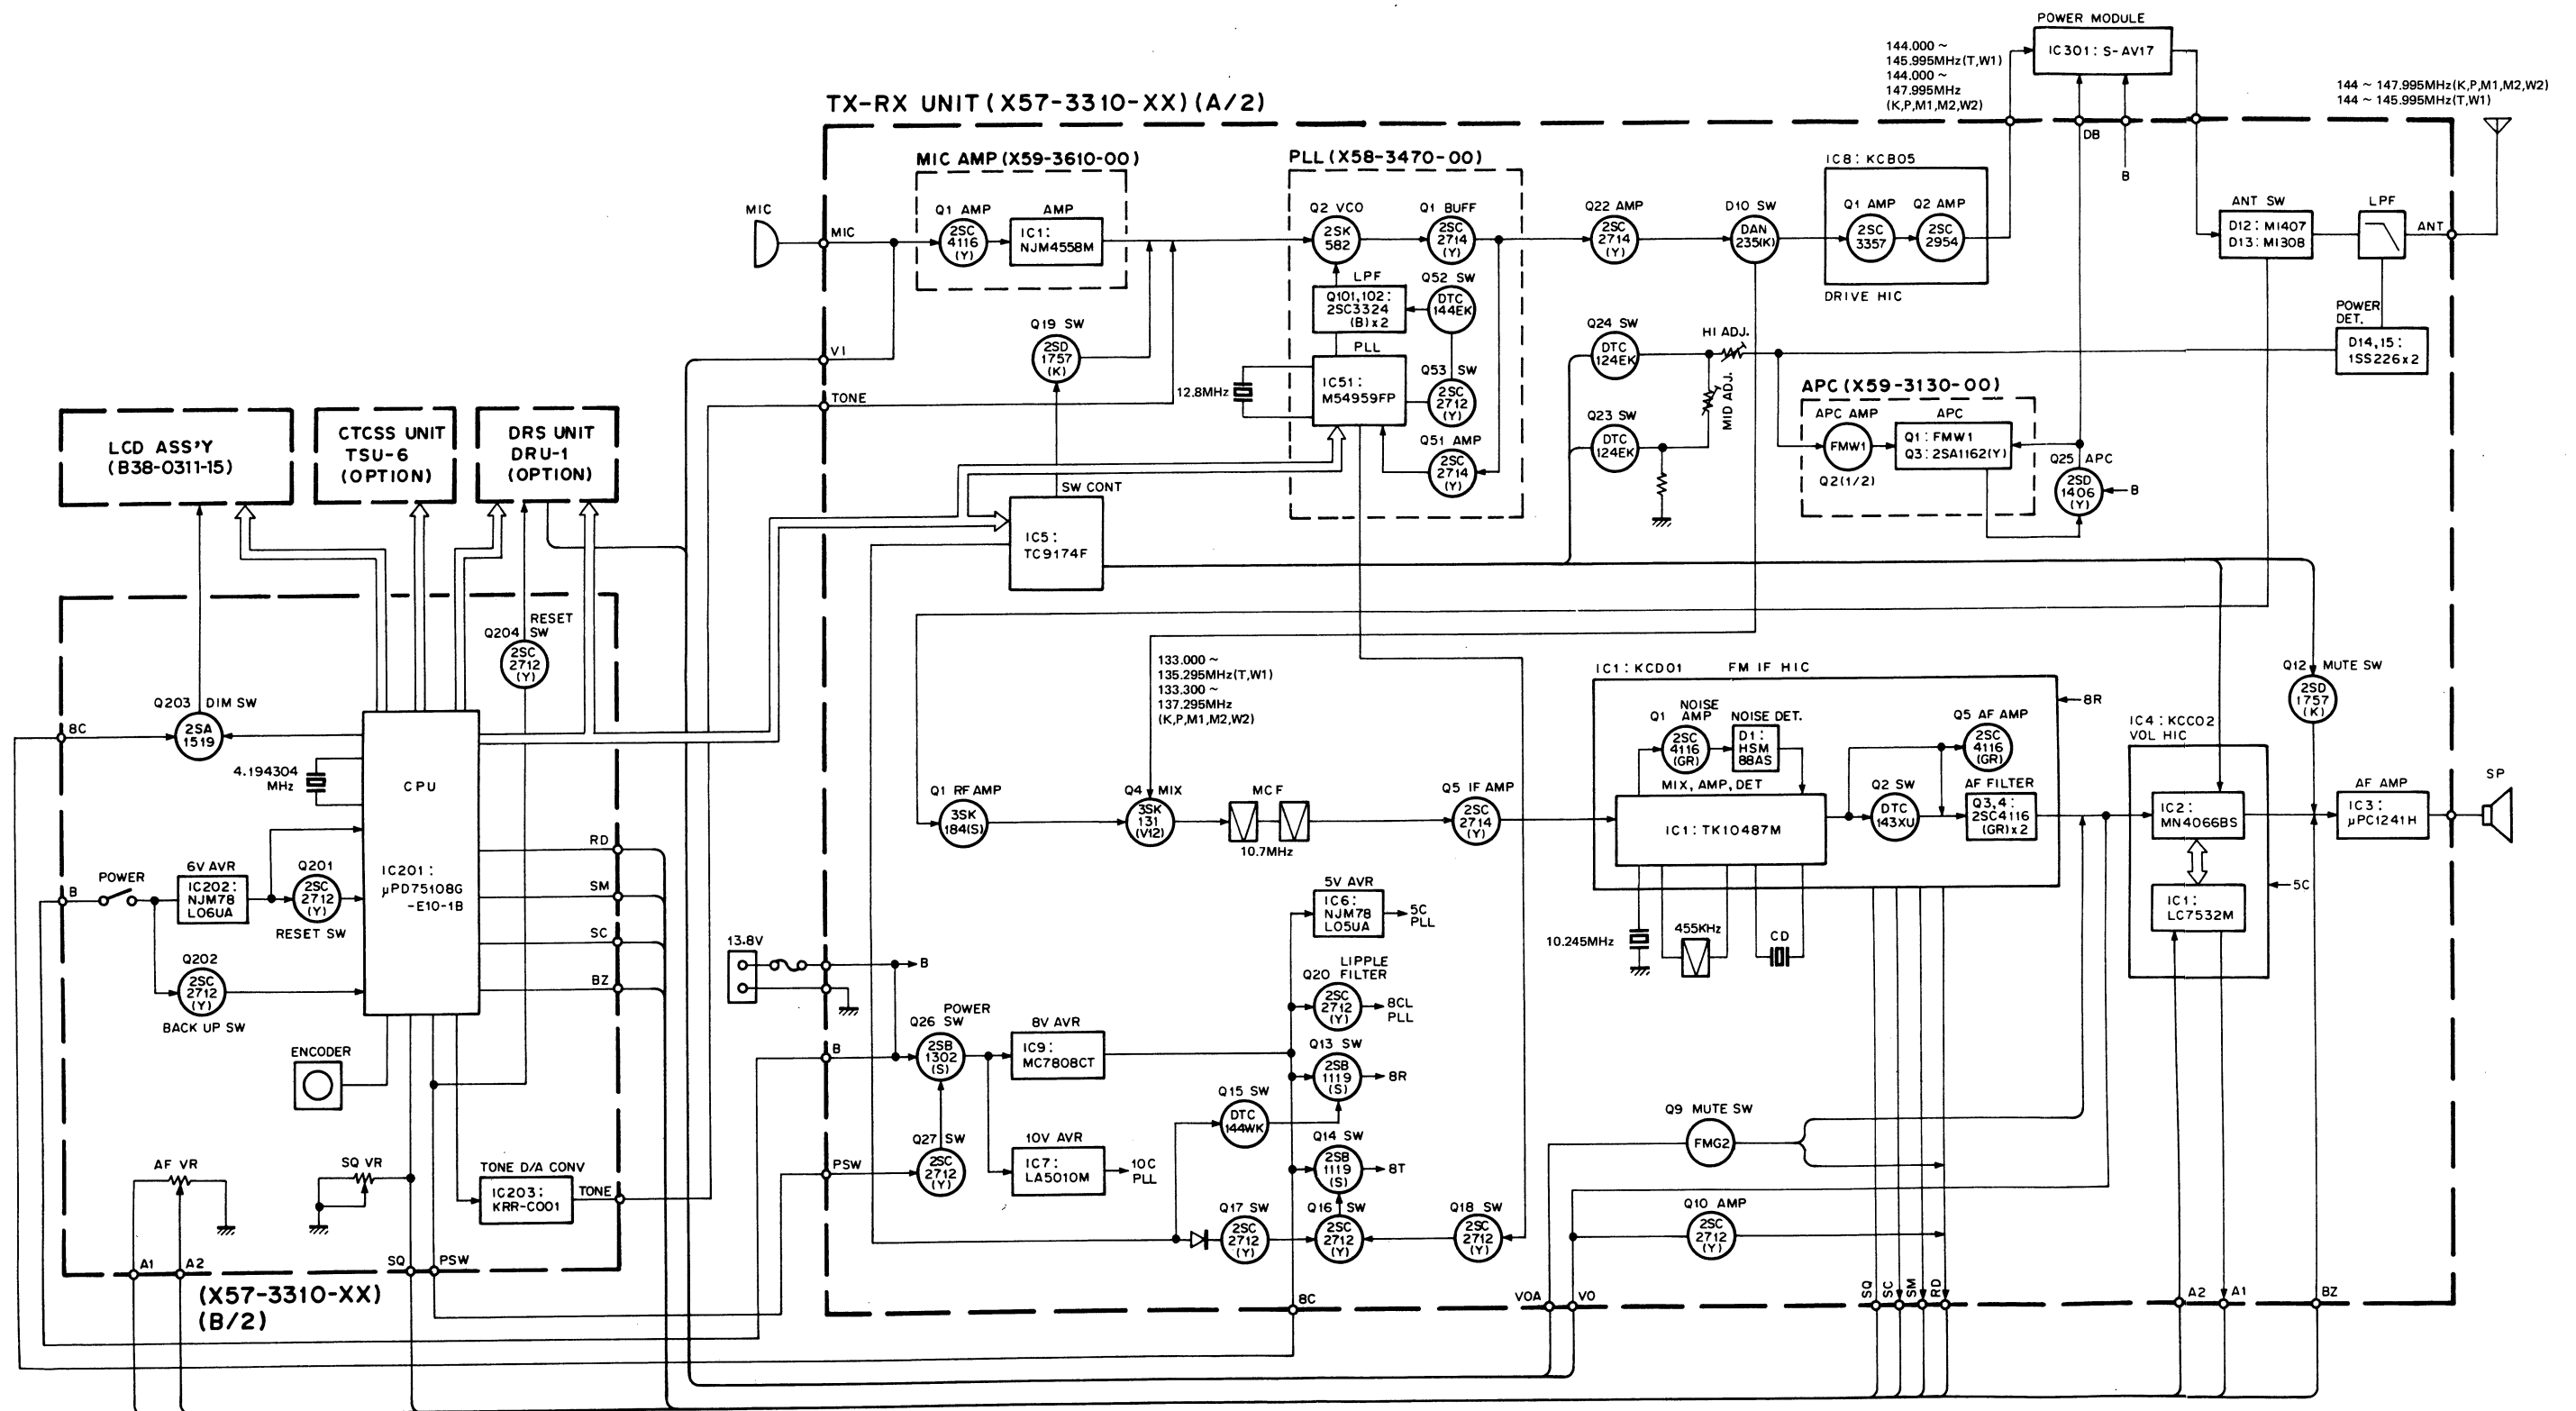 POWER MODULE
IC301: S-AV17
144.000 ~
145.995MHz(T,W1)
144.000 ~
147.995MHz
(K,P,M1,M2,W2)
144 ~ 147.995MHz(K,P,M1,M2,W2)
144 ~ 145.995MHz(T,W1)
TX-RX UNIT (X57-3310-XX) (A/2)
DB
B
MIC AMP (X59-3610-00)
PLL (X58-3470-00)
IC8: KCB05
MIC
MIC
Q1 AMP
2SC
4116
(Y)
AMP
IC1:
NJM4558M
Q2 VCO
2SK
582
Q1 BUFF
2SC
2714
(Y)
Q22 AMP
2SC
2714
(Y)
D10 SW
DAN
235(K)
Q1 AMP
2SC
3357
Q2 AMP
2SC
2954
DRIVE HIC
ANT SW
D12: MI407
D13: MI308
LPF
ANT
LPF
Q101,102:
2SC3324
(B)x2
Q52 SW
DTC
144EK
Q19 SW
2SD
1757
(K)
VI
TONE
12.8MHz
PLL
IC51:
M54959FP
Q53 SW
2SC
2712
(Y)
Q51 AMP
2SC
2714
(Y)
Q24 SW
DTC
124EK
HI ADJ.
MID ADJ.
Q23 SW
DTC
124EK
POWER
DET.
D14,15:
1SS226x2
APC (X59-3130-00)
APC AMP
FMW1
Q2(1/2)
APC
Q1: FMW1
Q3: 2SA1162(Y)
Q25 APC
2SD
1406
(Y)
B
LCD ASS'Y
(B38-0311-15)
CTCSS UNIT
TSU-6
(OPTION)
DRS UNIT
DRU-1
(OPTION)
SW CONT
IC5:
TC9174F
RESET
Q204 SW
2SC
2712
(Y)
Q203 DIM SW
2SA
1519
8C
4.194304
MHz
CPU
IC201:
µPD75108G
-E10-1B
B
POWER
6V AVR
IC202:
NJM78
L06UA
Q201
2SC
2712
(Y)
RESET SW
Q202
2SC
2712
(Y)
BACK UP SW
ENCODER
RD
SM
SC
BZ
AF VR
SQ VR
TONE D/A CONV
IC203:
KRR-C001
TONE
A1
A2
SQ
PSW
(X57-3310-XX)
(B/2)
133.000 ~
135.295MHz(T,W1)
133.300 ~
137.295MHz
(K,P,M1,M2,W2)
Q1 RF AMP
3SK
184(S)
Q4 MIX
3SK
131
(V12)
MCF
10.7MHz
Q5 IF AMP
2SC
2714
(Y)
IC1: KCD01 FM IF HIC
8R
NOISE
Q1 AMP
2SC
4116
(GR)
NOISE DET.
D1:
HSM
88AS
MIX, AMP, DET
IC1: TK10487M
Q5 AF AMP
2SC
4116
(GR)
Q2 SW
DTC
143XU
AF FILTER
Q3,4:
2SC4116
(GR)x2
10.245MHz
455KHz
CD
Q12 MUTE SW
2SD
1757
(K)
IC4: KCC02
VOL HIC
IC2:
MN4066BS
5C
IC1:
LC7532M
AF AMP
IC3:
µPC1241H
SP
13.8V
B
B
PSW
POWER
Q26 SW
2SB
1302
(S)
8V AVR
IC9:
MC7808CT
Q27 SW
2SC
2712
(Y)
10V AVR
IC7:
LA5010M
10C
PLL
5V AVR
IC6:
NJM78
L05UA
5C
PLL
LIPPLE
Q20 FILTER
2SC
2712
(Y)
8CL
PLL
Q13 SW
2SB
1119
(S)
8R
Q15 SW
DTC
144WK
Q14 SW
2SB
1119
(S)
8T
Q17 SW
2SC
2712
(Y)
Q16 SW
2SC
2712
(Y)
Q18 SW
2SC
2712
(Y)
Q9 MUTE SW
FMG2
Q10 AMP
2SC
2712
(Y)
8C
VOA
VO
SQ
SC
SM
RD
A2
A1
BZ